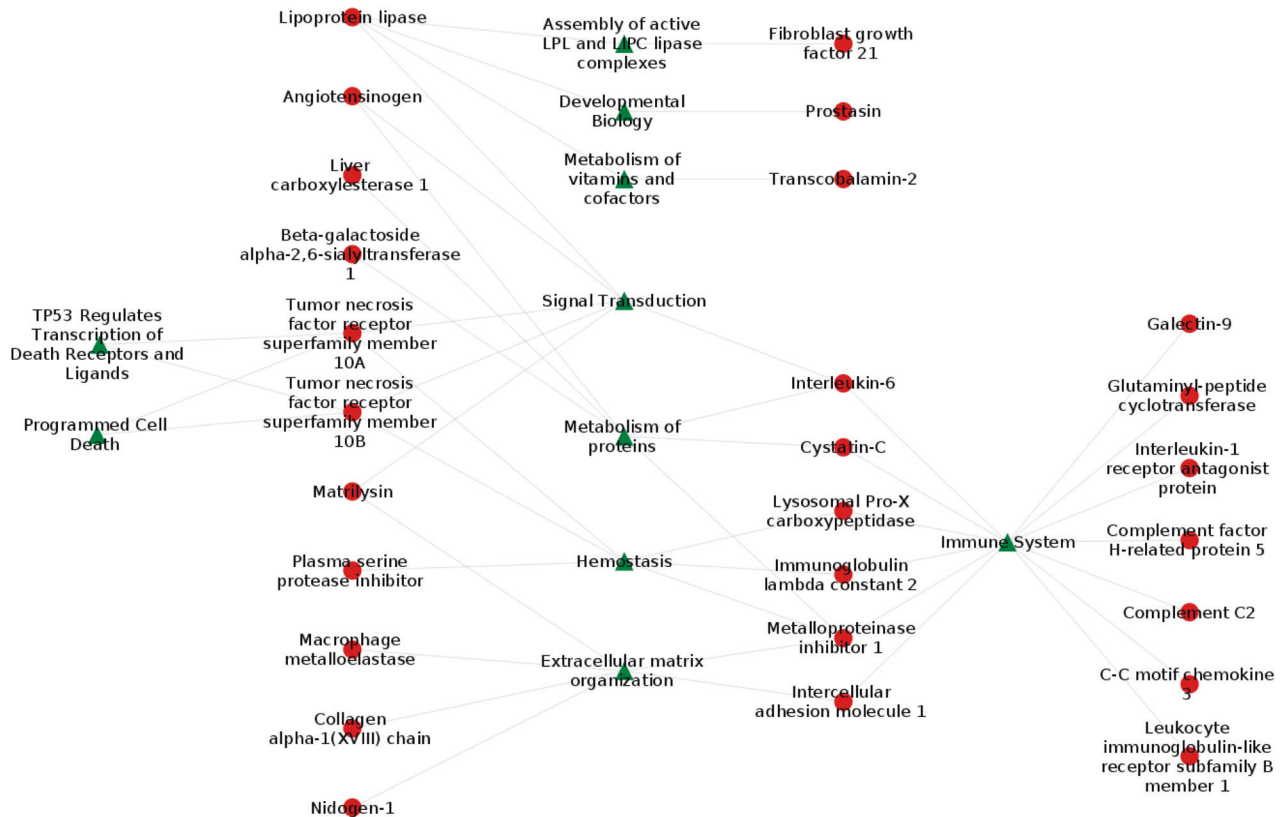 Lipoprotein lipase
Assembly of active
LPL and LIPC lipase
complexes
Fibroblast growth
factor 21
Angiotensinogen
Developmental
Biology
Prostasin
Liver
carboxylesterase 1
Metabolism of
vitamins and
cofactors
Transcobalamin-2
Beta-galactoside
alpha-2,6-sialyltransferase
1
TP53 Regulates
Transcription of
Death Receptors and
Ligands
Tumor necrosis
factor receptor
superfamily member
10A
Signal Transduction
Galectin-9
Programmed Cell
Death
Tumor necrosis
factor receptor
superfamily member
10B
Interleukin-6
Glutaminyl-peptide
cyclotransferase
Metabolism of
proteins
Cystatin-C
Interleukin-1
receptor antagonist
protein
Matrilysin
Lysosomal Pro-X
carboxypeptidase
Immune System
Complement factor
H-related protein 5
Plasma serine
protease inhibitor
Hemostasis
Immunoglobulin
lambda constant 2
Complement C2
Macrophage
metalloelastase
Extracellular matrix
organization
Metalloproteinase
inhibitor 1
C-C motif chemokine
3
Collagen
alpha-1(XVIII) chain
Intercellular
adhesion molecule 1
Leukocyte
immunoglobulin-like
receptor subfamily B
member 1
Nidogen-1